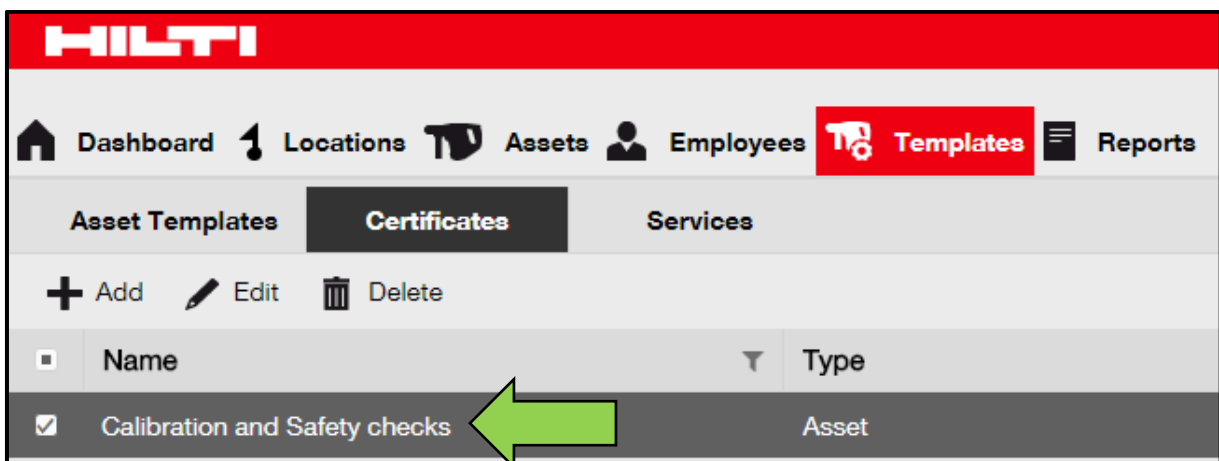 HILTI
Dashboard Locations Assets Employees Templates Reports
Asset Templates Certificates Services
Add Edit Delete
Name Type
Calibration and Safety checks Asset